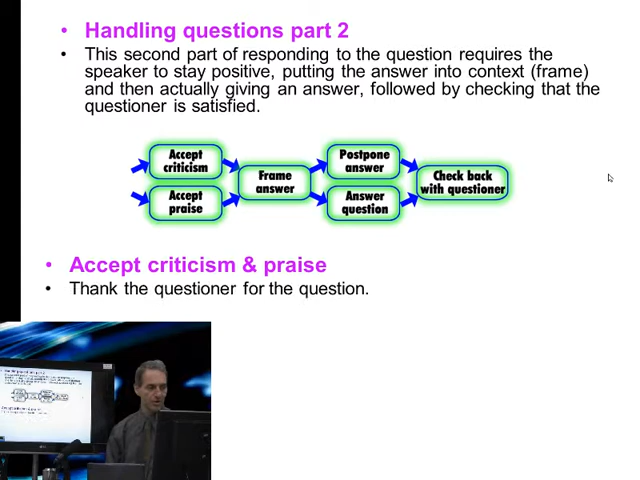 • Handling questions part 2
• This second part of responding to the question requires the
speaker to stay positive, putting the answer into context (frame)
and then actually giving an answer, followed by checking that the
questioner is satisfied.
Accept
criticism
Accept
praise
Frame
answer
Postpone
answer
Answer
question
Check back
with questioner
• Accept criticism & praise
• Thank the questioner for the question.